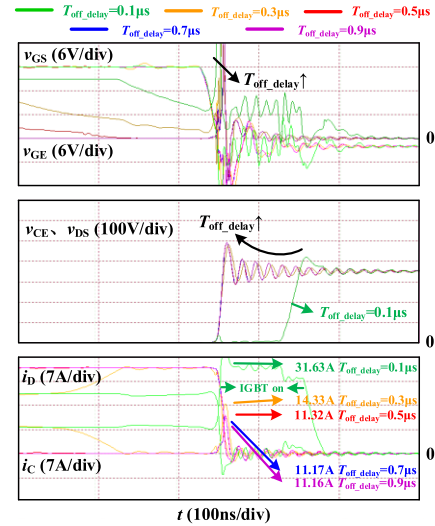 T_off_delay=0.1μs T_off_delay=0.3μs T_off_delay=0.5μs
T_off_delay=0.7μs T_off_delay=0.9μs
v_GS (6V/div)
T_off_delay↑
v_GE (6V/div)
0
v_CE、v_DS (100V/div)
T_off_delay↑
T_off_delay=0.1μs
0
i_D (7A/div)
31.63A T_off_delay=0.1μs
IGBT on
14.33A T_off_delay=0.3μs
11.32A T_off_delay=0.5μs
i_C (7A/div)
0
11.17A T_off_delay=0.7μs
11.16A T_off_delay=0.9μs
t (100ns/div)